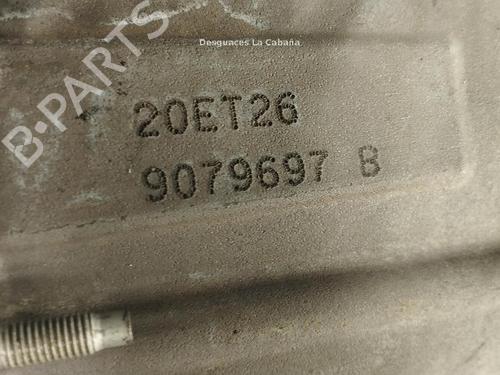 Desguaces La Cabaña
B-PARTS
20ET26
9079697 B